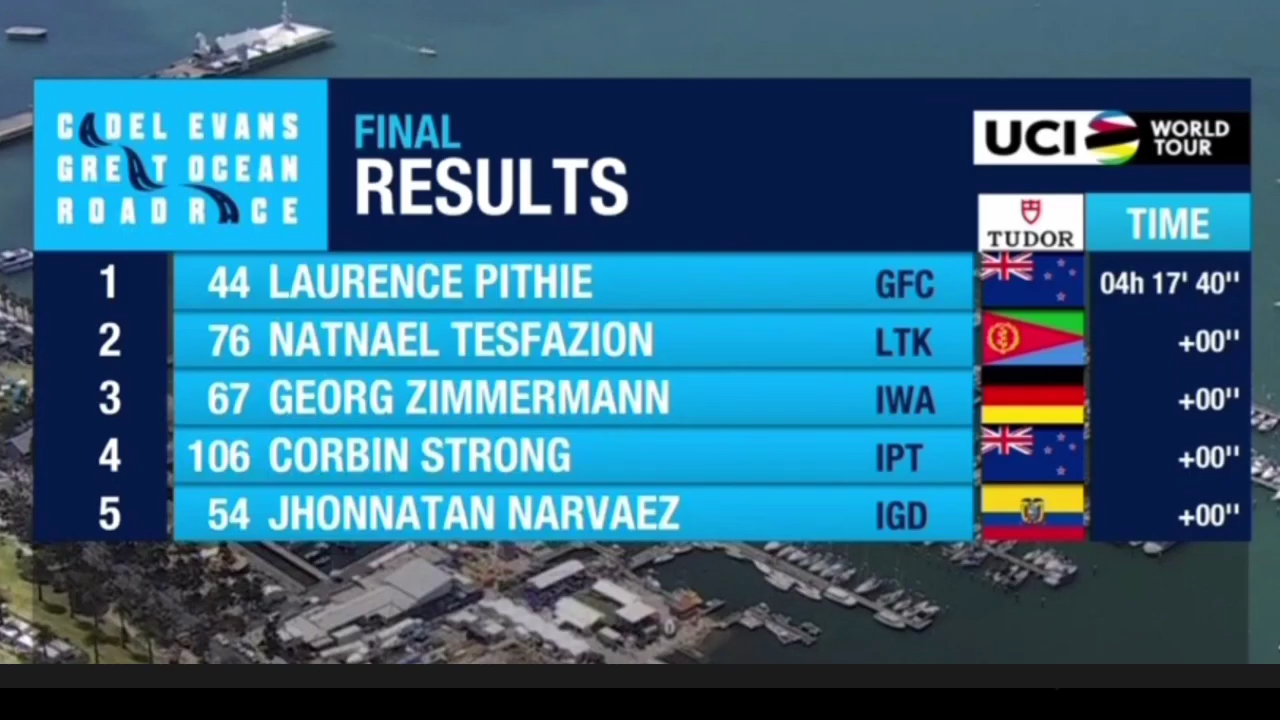 CADEL EVANS
GREAT OCEAN
ROAD RACE
FINAL
RESULTS
UCI WORLD
TOUR
TUDOR TIME
1 44 LAURENCE PITHIE GFC 04h 17' 40"
2 76 NATNAEL TESFAZION LTK +00"
3 67 GEORG ZIMMERMANN IWA +00"
4 106 CORBIN STRONG IPT +00"
5 54 JHONNATAN NARVAEZ IGD +00"